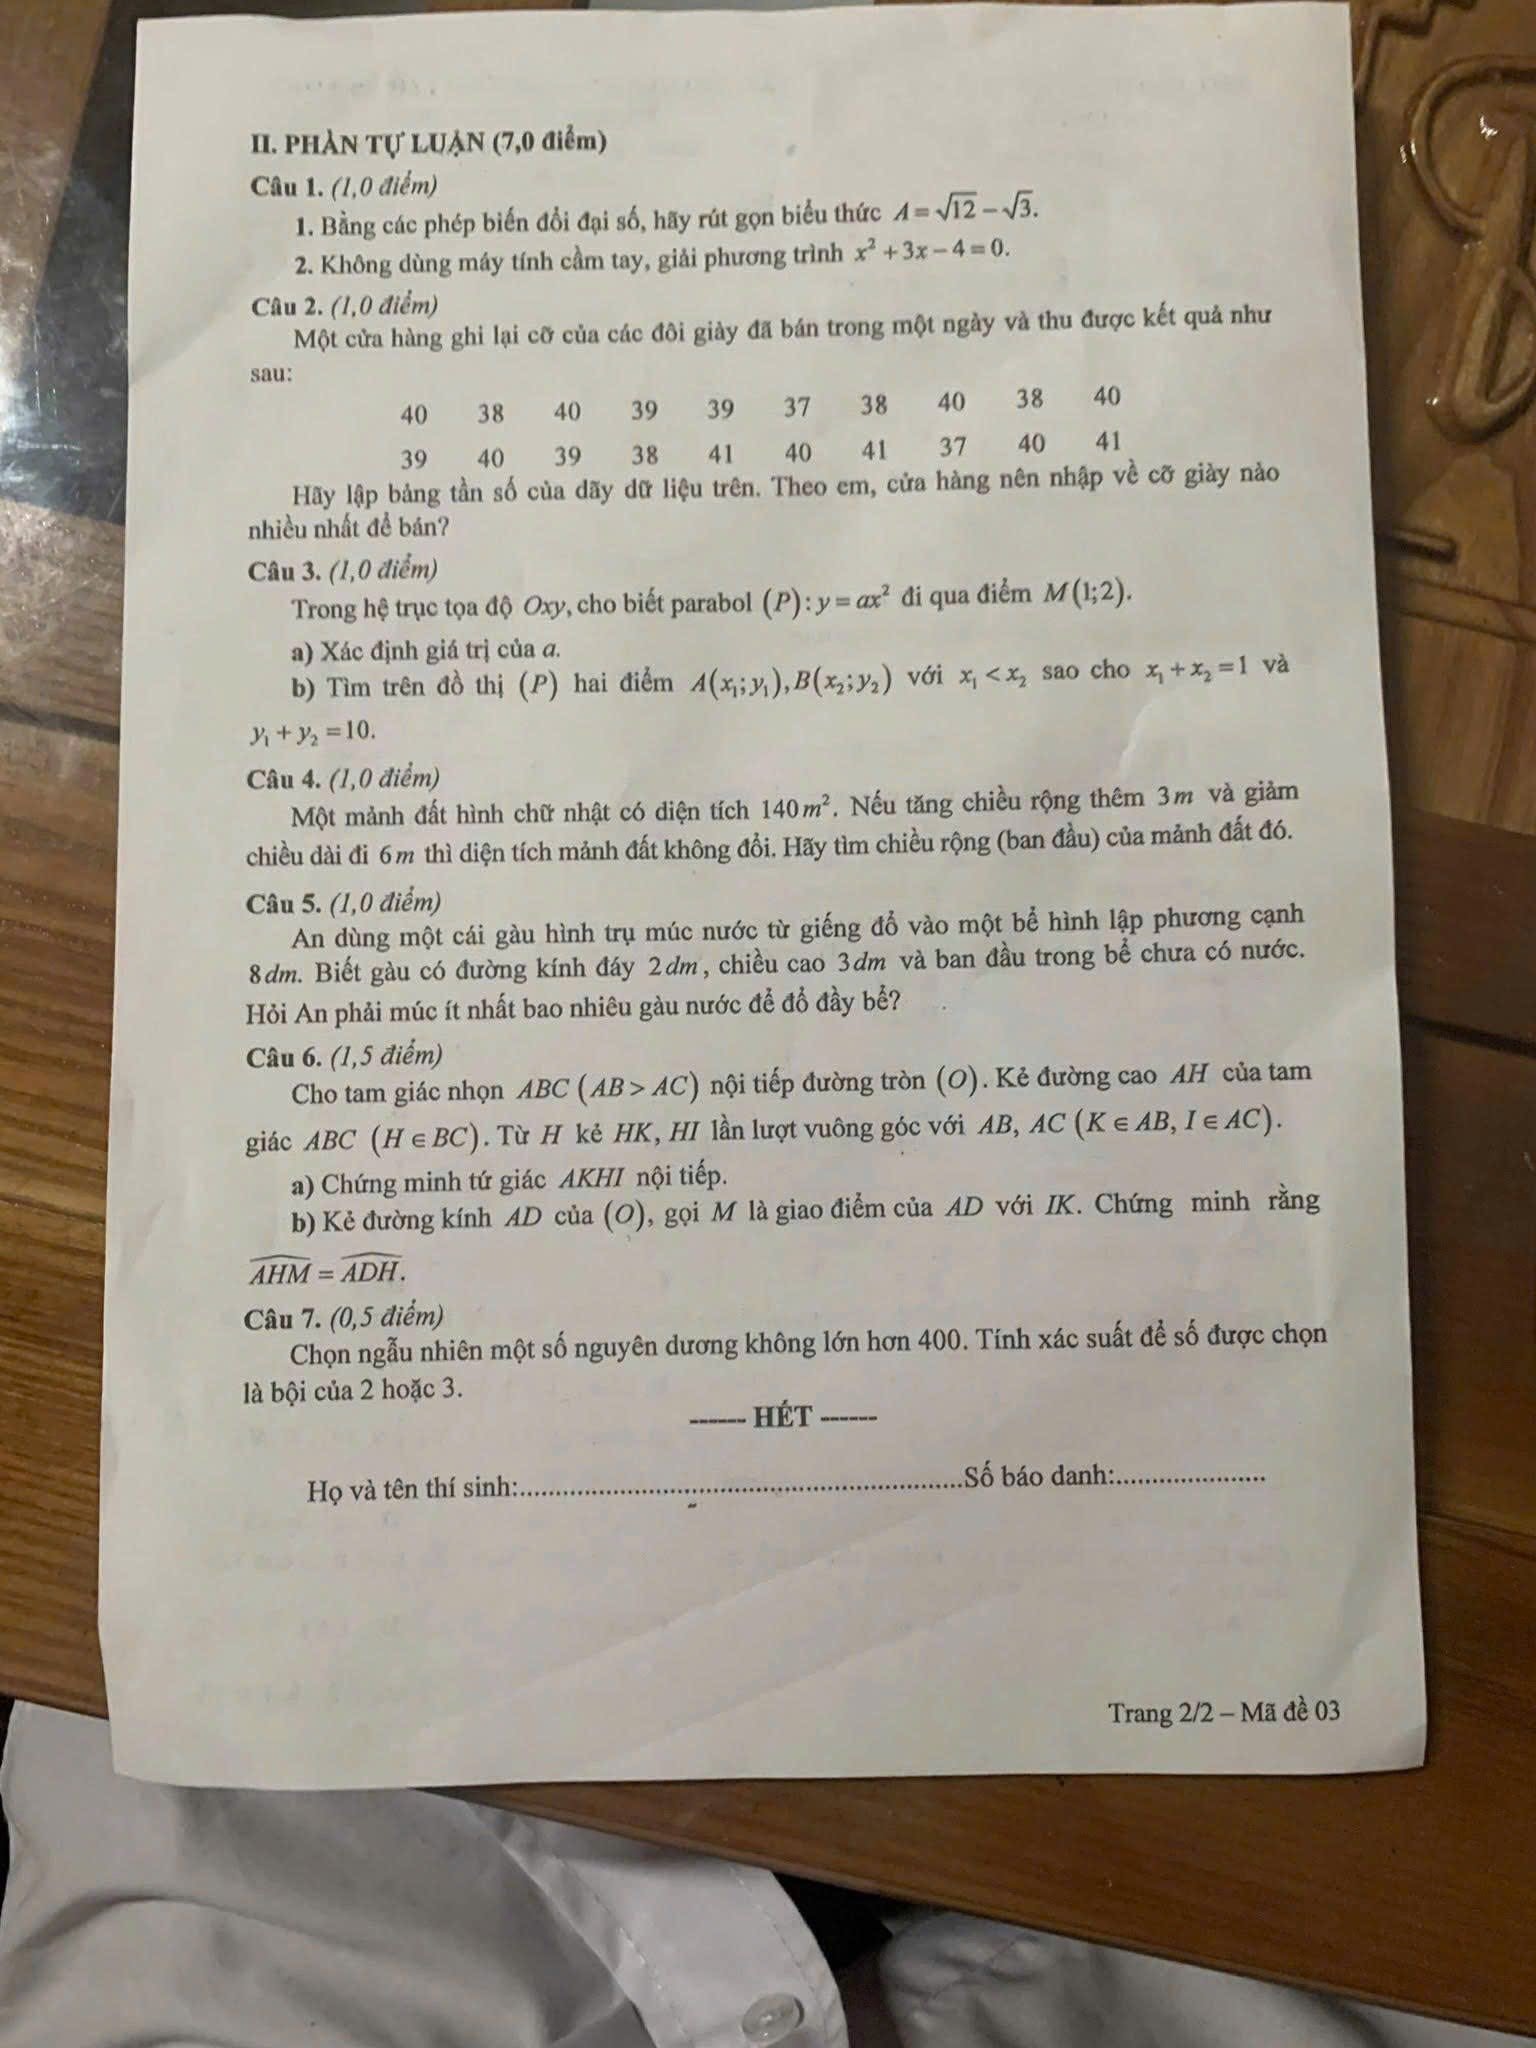 II. PHẦN TỰ LUẬN (7,0 điểm)
Câu 1. (1,0 điểm)
1. Bằng các phép biến đổi đại số, hãy rút gọn biểu thức A = √12 − √3.
2. Không dùng máy tính cầm tay, giải phương trình x² + 3x − 4 = 0.
Câu 2. (1,0 điểm)
Một cửa hàng ghi lại cỡ của các đôi giày đã bán trong một ngày và thu được kết quả như
sau:
40 38 40 39 39 37 38 40 38 40
39 40 39 38 41 40 41 37 40 41
Hãy lập bảng tần số của dãy dữ liệu trên. Theo em, cửa hàng nên nhập về cỡ giày nào
nhiều nhất để bán?
Câu 3. (1,0 điểm)
Trong hệ trục tọa độ Oxy, cho biết parabol (P): y = ax² đi qua điểm M(1;2).
a) Xác định giá trị của a.
b) Tìm trên đồ thị (P) hai điểm A(x₁; y₁), B(x₂; y₂) với x₁ < x₂ sao cho x₁ + x₂ = 1 và
y₁ + y₂ = 10.
Câu 4. (1,0 điểm)
Một mảnh đất hình chữ nhật có diện tích 140m². Nếu tăng chiều rộng thêm 3m và giảm
chiều dài đi 6m thì diện tích mảnh đất không đổi. Hãy tìm chiều rộng (ban đầu) của mảnh đất đó.
Câu 5. (1,0 điểm)
An dùng một cái gàu hình trụ múc nước từ giếng đổ vào một bể hình lập phương cạnh
8dm. Biết gàu có đường kính đáy 2dm, chiều cao 3dm và ban đầu trong bể chưa có nước.
Hỏi An phải múc ít nhất bao nhiêu gàu nước để đổ đầy bể?
Câu 6. (1,5 điểm)
Cho tam giác nhọn ABC (AB > AC) nội tiếp đường tròn (O). Kẻ đường cao AH của tam
giác ABC (H ∈ BC). Từ H kẻ HK, HI lần lượt vuông góc với AB, AC (K ∈ AB, I ∈ AC).
a) Chứng minh tứ giác AKHI nội tiếp.
b) Kẻ đường kính AD của (O), gọi M là giao điểm của AD với IK. Chứng minh rằng
\widehat{AHM} = \widehat{ADH}.
Câu 7. (0,5 điểm)
Chọn ngẫu nhiên một số nguyên dương không lớn hơn 400. Tính xác suất để số được chọn
là bội của 2 hoặc 3.
------ HẾT ------
Họ và tên thí sinh:..........................................................Số báo danh:.....................
Trang 2/2 – Mã đề 03